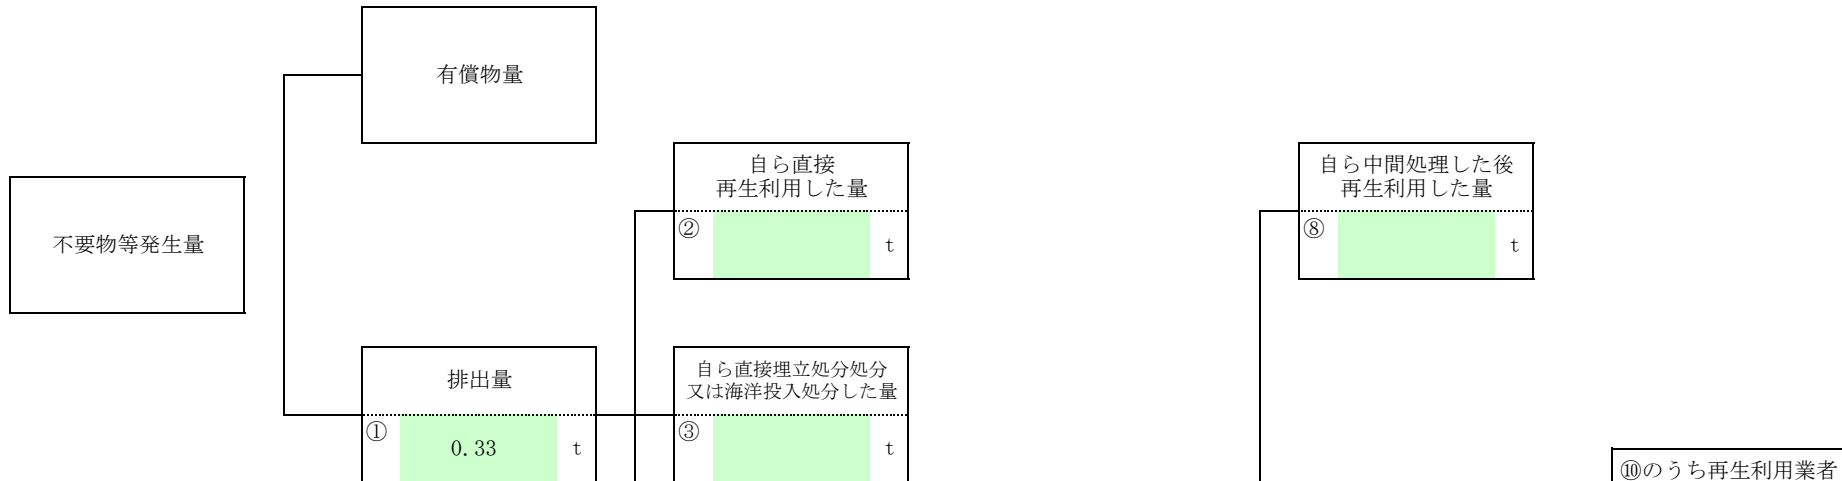 有償物量
自ら直接
再生利用した量
自ら中間処理した後
再生利用した量
不要物等発生量
②
t
⑧
t
排出量
自ら直接埋立処分処分
又は海洋投入処分した量
①
0.33
t
③
t
⑩のうち再生利用業者